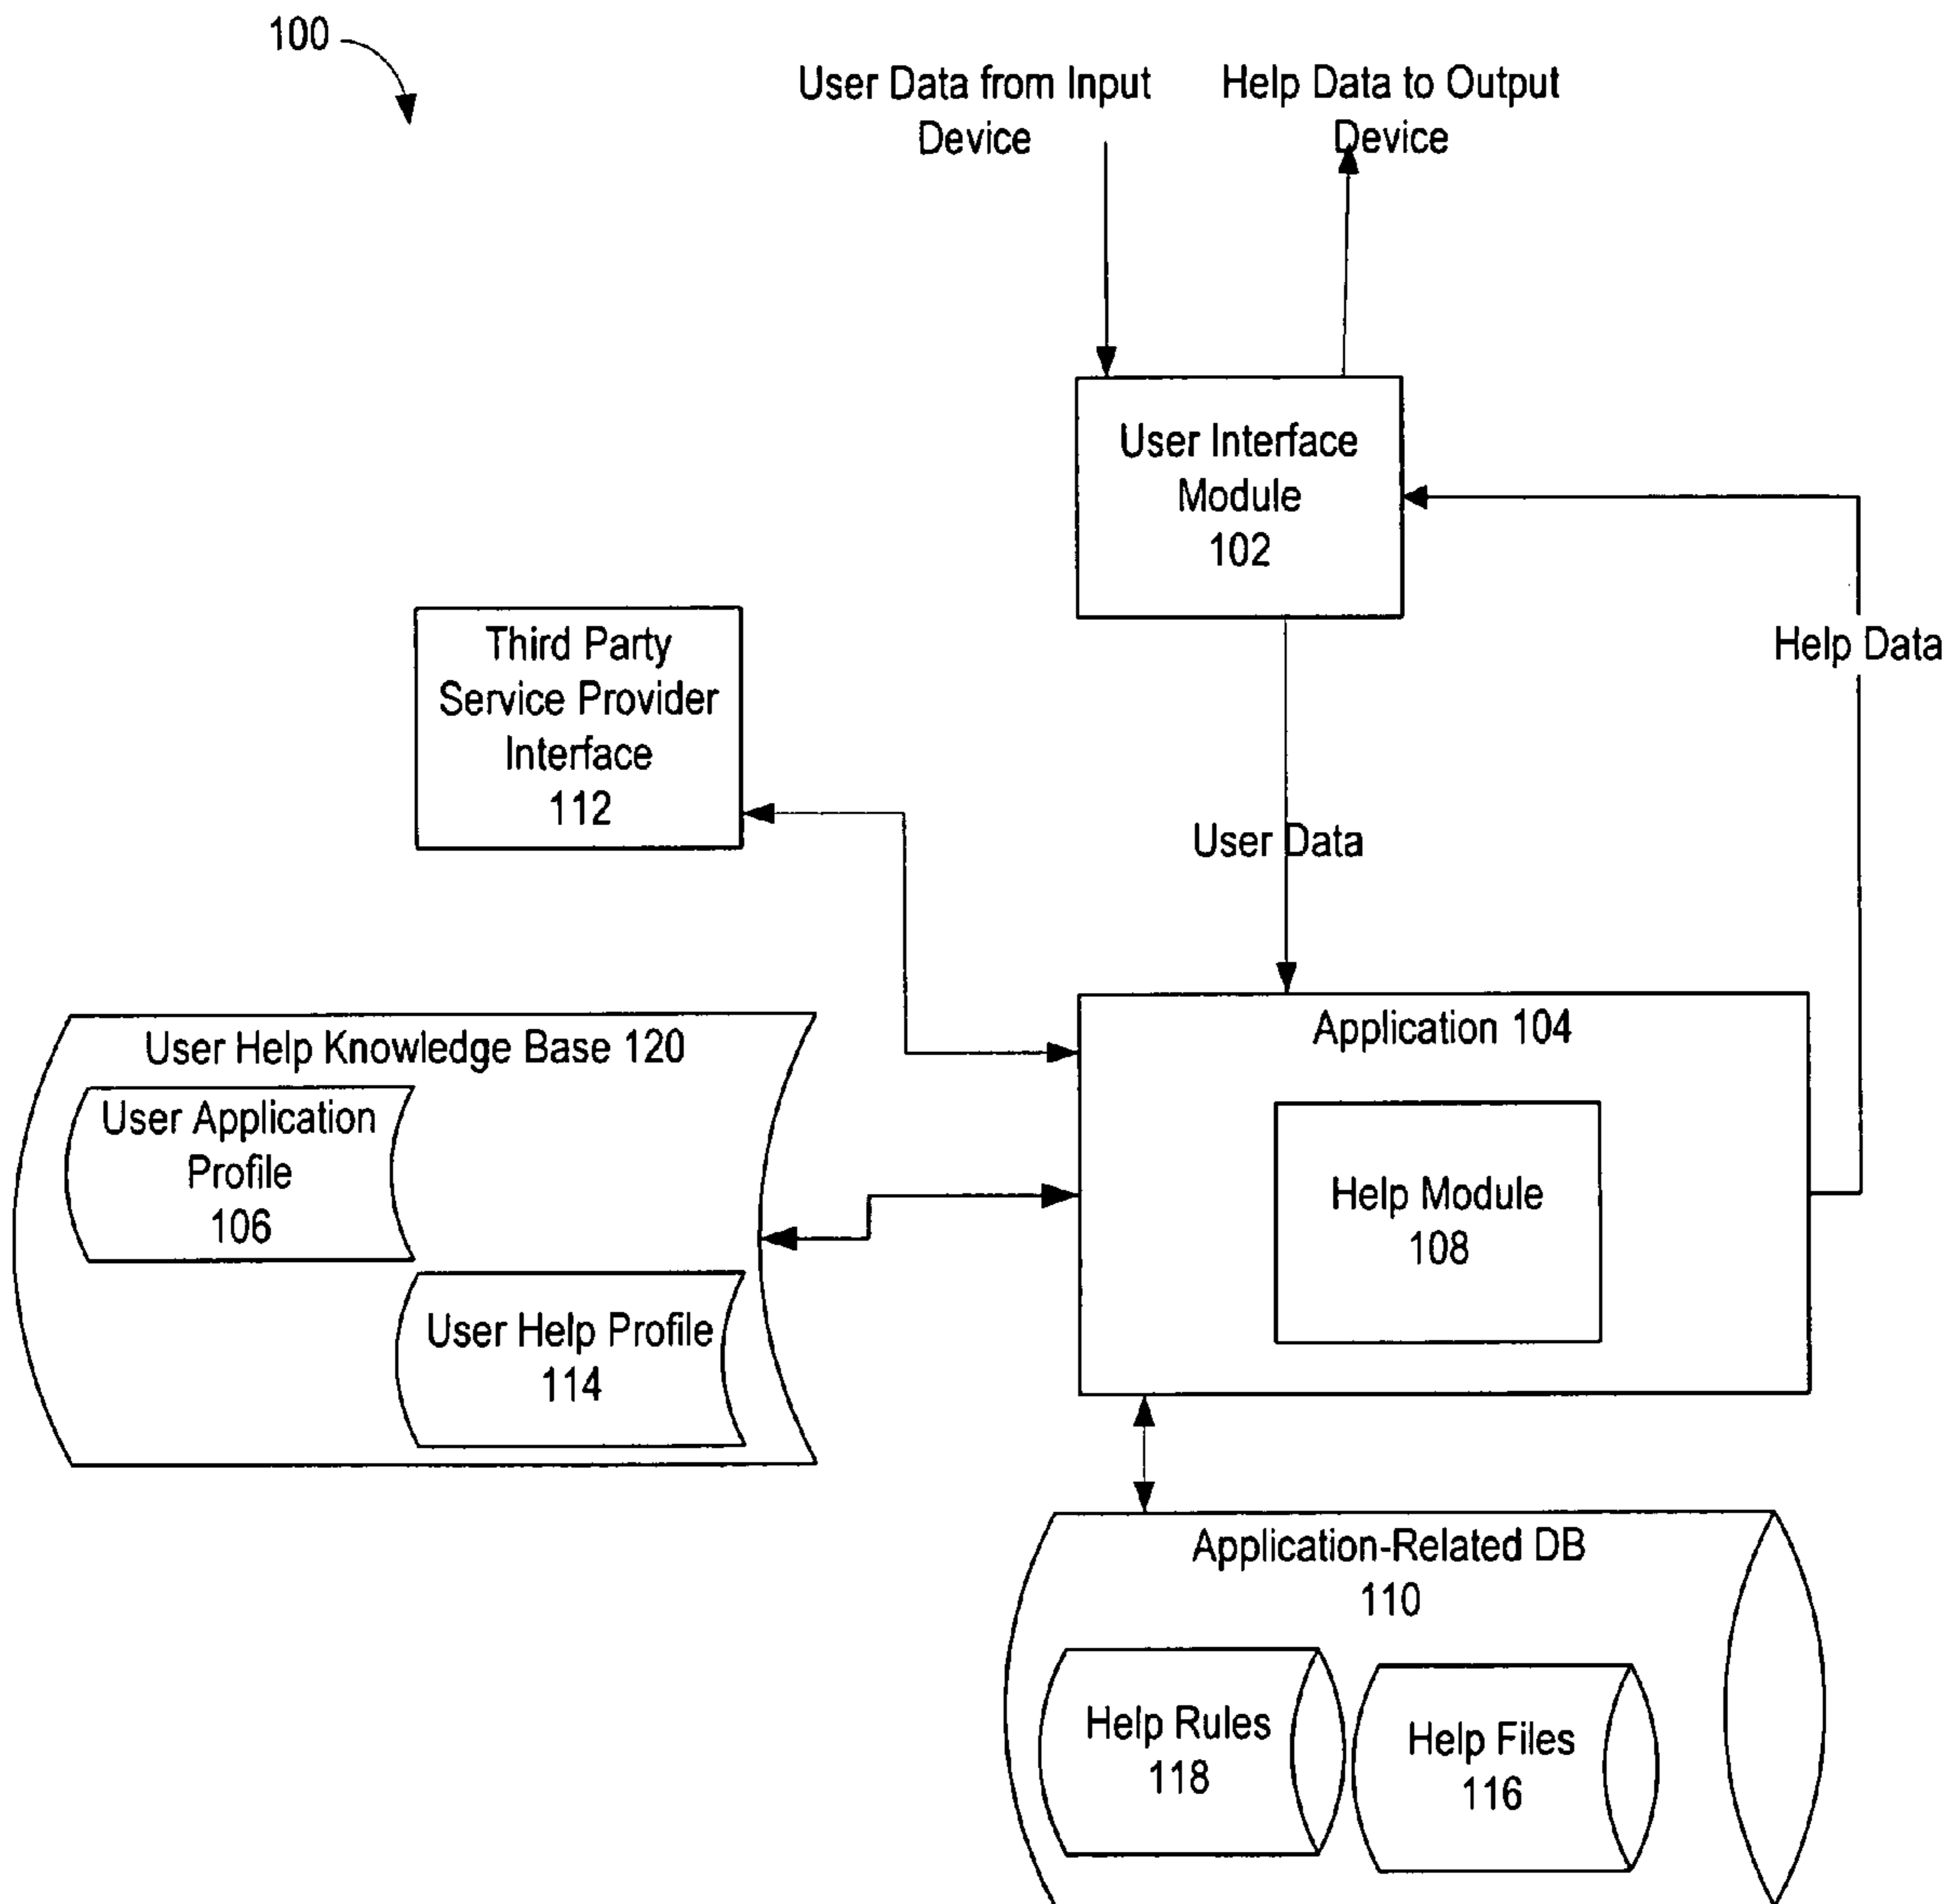 100
User Data from Input
Device
Help Data to Output
Device
User Interface
Module
102
Help Data
Third Party
Service Provider
Interface
112
User Data
Application 104
Help Module
108
User Help Knowledge Base 120
User Application
Profile
106
User Help Profile
114
Application-Related DB
110
Help Rules
118
Help Files
116